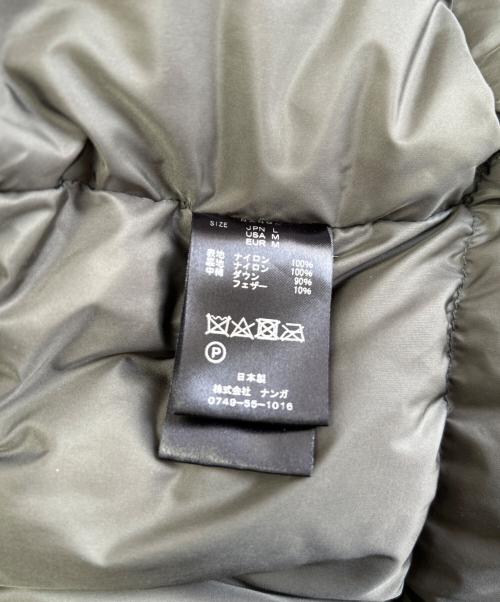 SIZE JPN L
USA M
EUR M
表地 ナイロン 100%
裏地 ナイロン 100%
中綿 ダウン 90%
フェザー 10%
P
日本製
株式会社 ナンガ
0749-55-1016